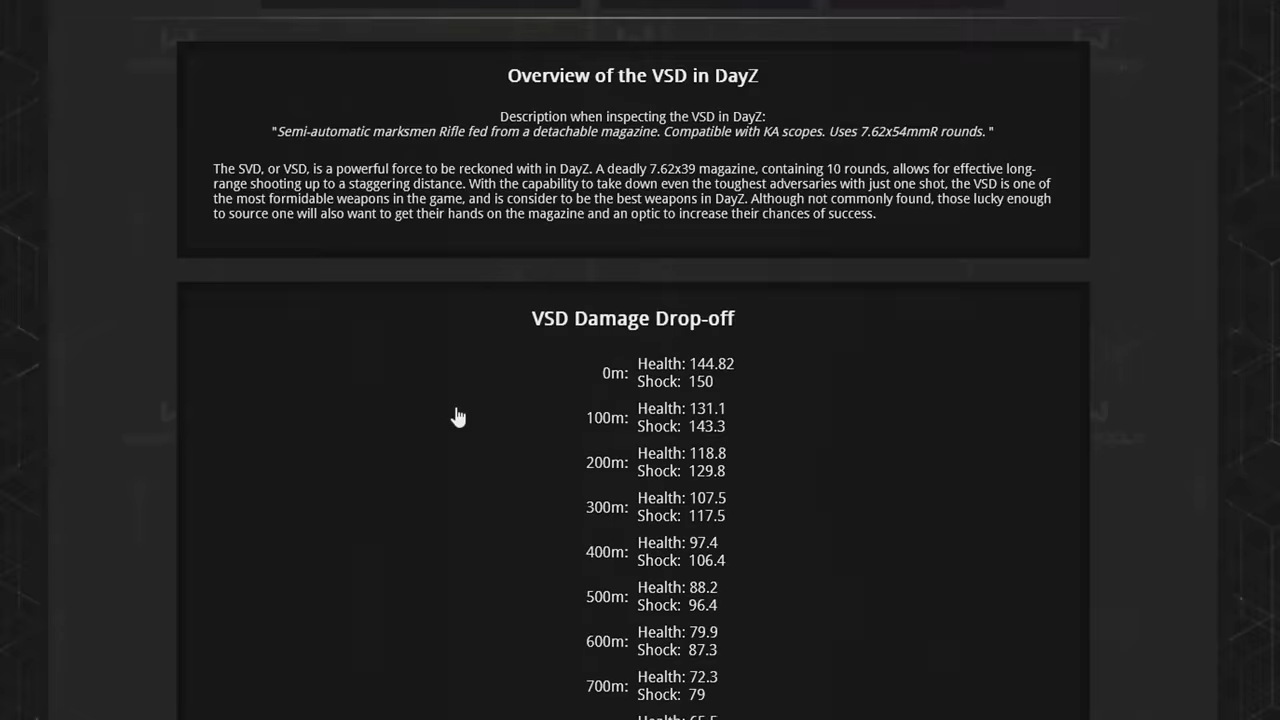 Overview of the VSD in DayZ
Description when inspecting the VSD in DayZ:
"Semi-automatic marksmen Rifle fed from a detachable magazine. Compatible with KA scopes. Uses 7.62x54mmR rounds. "
The SVD, or VSD, is a powerful force to be reckoned with in DayZ. A deadly 7.62x39 magazine, containing 10 rounds, allows for effective long-
range shooting up to a staggering distance. With the capability to take down even the toughest adversaries with just one shot, the VSD is one of
the most formidable weapons in the game, and is consider to be the best weapons in DayZ. Although not commonly found, those lucky enough
to source one will also want to get their hands on the magazine and an optic to increase their chances of success.
VSD Damage Drop-off
0m: Health: 144.82
Shock: 150
100m: Health: 131.1
Shock: 143.3
200m: Health: 118.8
Shock: 129.8
300m: Health: 107.5
Shock: 117.5
400m: Health: 97.4
Shock: 106.4
500m: Health: 88.2
Shock: 96.4
600m: Health: 79.9
Shock: 87.3
700m: Health: 72.3
Shock: 79